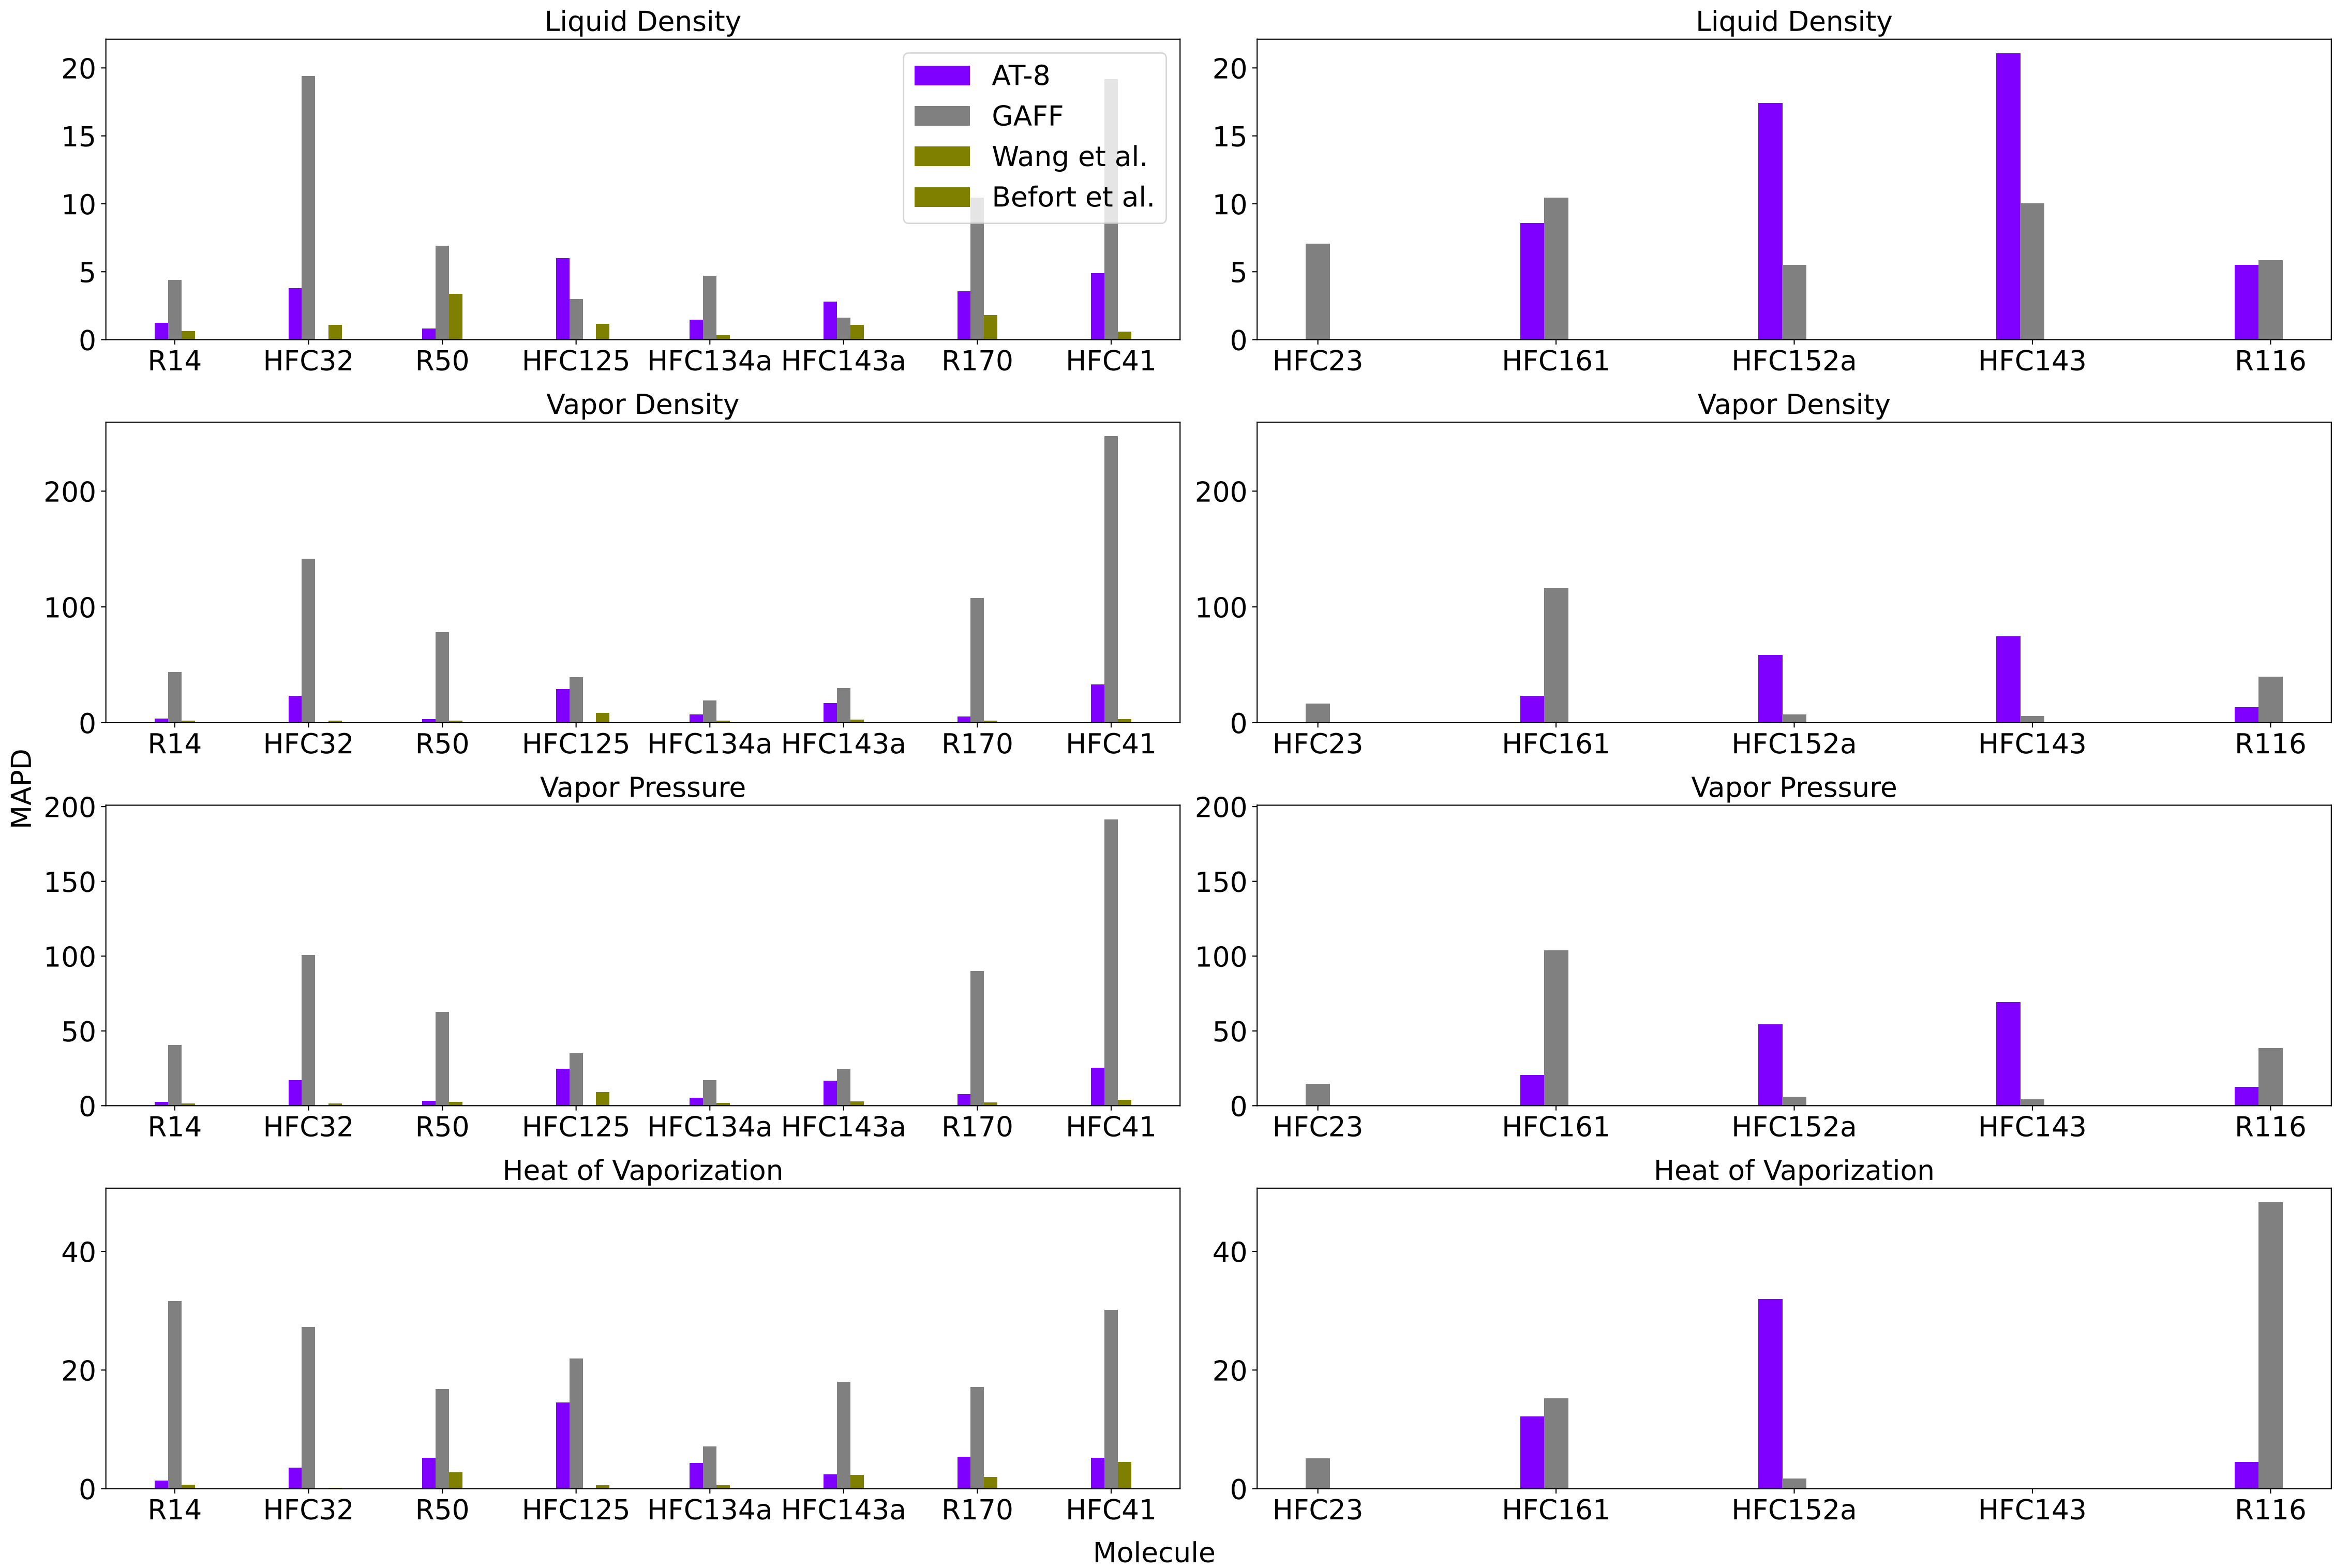 Liquid Density
20
15
10
5
0
AT-8
GAFF
Wang et al.
Befort et al.
R14 HFC32 R50 HFC125 HFC134a HFC143a R170 HFC41
Liquid Density
20
15
10
5
0
HFC23 HFC161 HFC152a HFC143 R116
Vapor Density
200
100
0
R14 HFC32 R50 HFC125 HFC134a HFC143a R170 HFC41
Vapor Density
200
100
0
HFC23 HFC161 HFC152a HFC143 R116
MAPD
Vapor Pressure
200
150
100
50
0
R14 HFC32 R50 HFC125 HFC134a HFC143a R170 HFC41
Vapor Pressure
200
150
100
50
0
HFC23 HFC161 HFC152a HFC143 R116
Heat of Vaporization
40
20
0
R14 HFC32 R50 HFC125 HFC134a HFC143a R170 HFC41
Heat of Vaporization
40
20
0
HFC23 HFC161 HFC152a HFC143 R116
Molecule